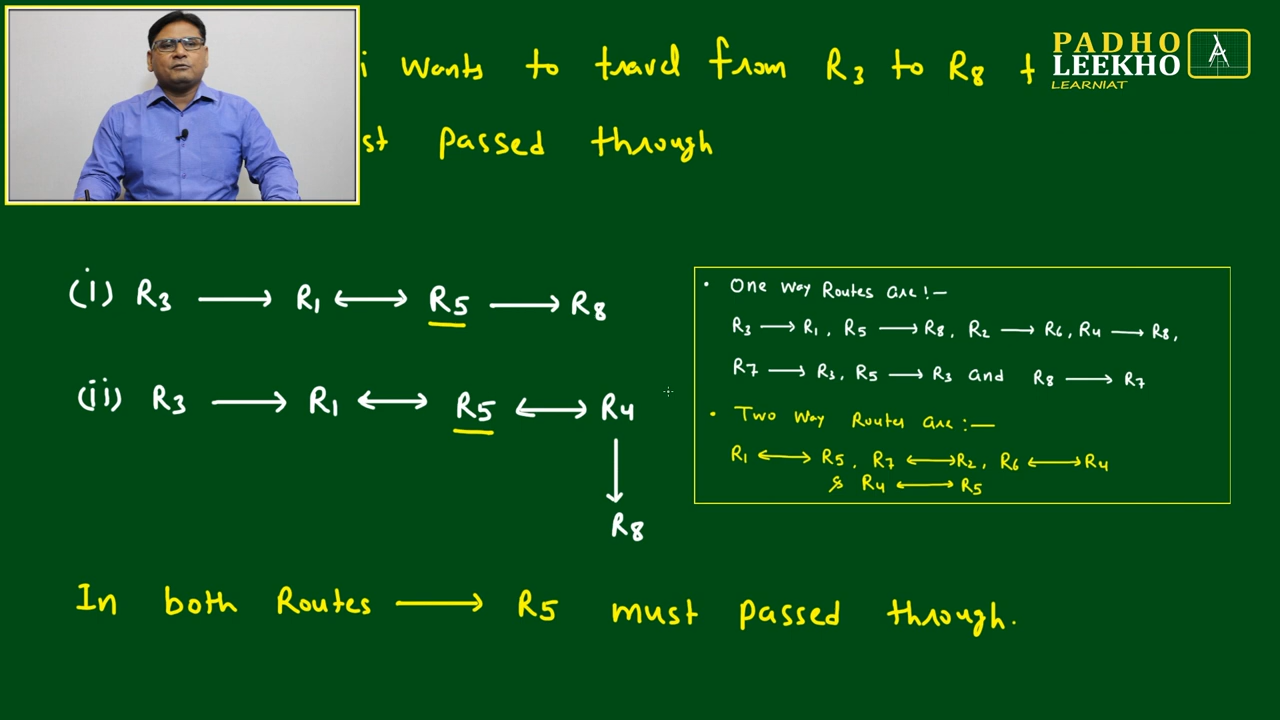 i wants to travel from R3 to R8 t
PADHO
LEEKHO
LEARNIAT
st passed through
(i) R3 ⟶ R1 ⟷ R5 ⟶ R8
(ii) R3 ⟶ R1 ⟷ R5 ⟷ R4
↓
R8
• One way Routes are:-
R3 ⟶ R1, R5 ⟶ R8, R2 ⟶ R6, R4 ⟶ R8,
R7 ⟶ R3, R5 ⟶ R3 and R8 ⟶ R7
• Two way Routes are:-
R1 ⟷ R5, R7 ⟷ R2, R6 ⟷ R4
& R4 ⟷ R5
In both Routes ⟶ R5 must passed through.